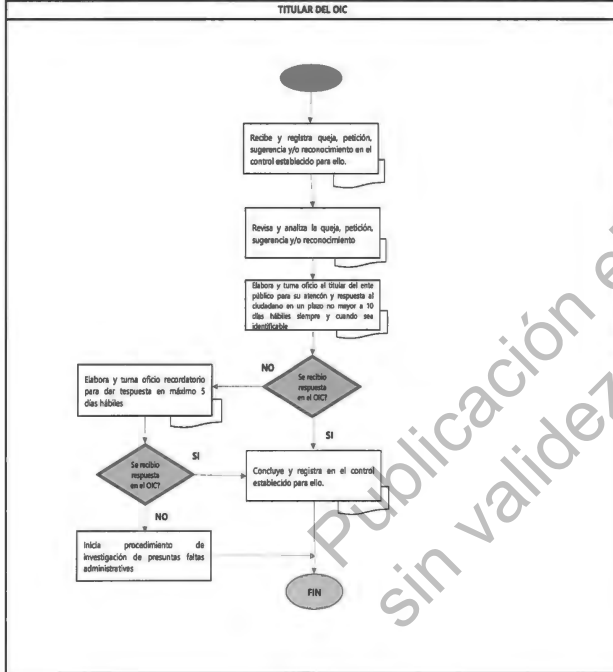 TITULAR DEL OIC
Recibe y registra queja, petición,
sugerencia y/o reconocimiento en el
control establecido para ello.
Revisa y analiza la queja, petición,
sugerencia y/o reconocimiento
Elabora y turna oficio al titular del ente
público para su atención y respuesta al
ciudadano en un plazo no mayor a 10
días hábiles siempre y cuando sea
identificable
Se recibio
respuesta
en el OIC?
NO
Elabora y turna oficio recordatorio
para dar tespuesta en máximo 5
días hábiles
SI
Se recibio
respuesta
en el OIC?
SI
Concluye y registra en el control
establecido para ello.
NO
Inicia procedimiento de
investigación de presuntas faltas
administratives
FIN
Publicación e
sin validez